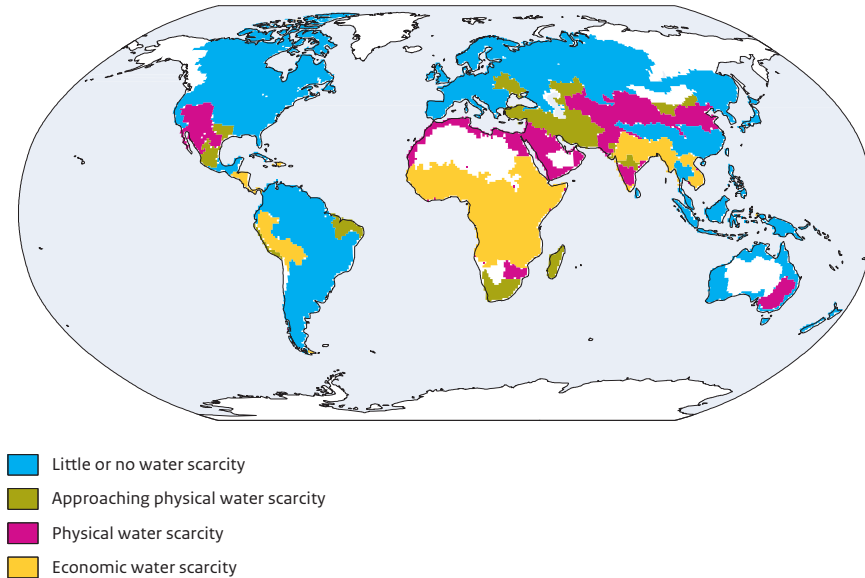 Little or no water scarcity
Approaching physical water scarcity
Physical water scarcity
Economic water scarcity